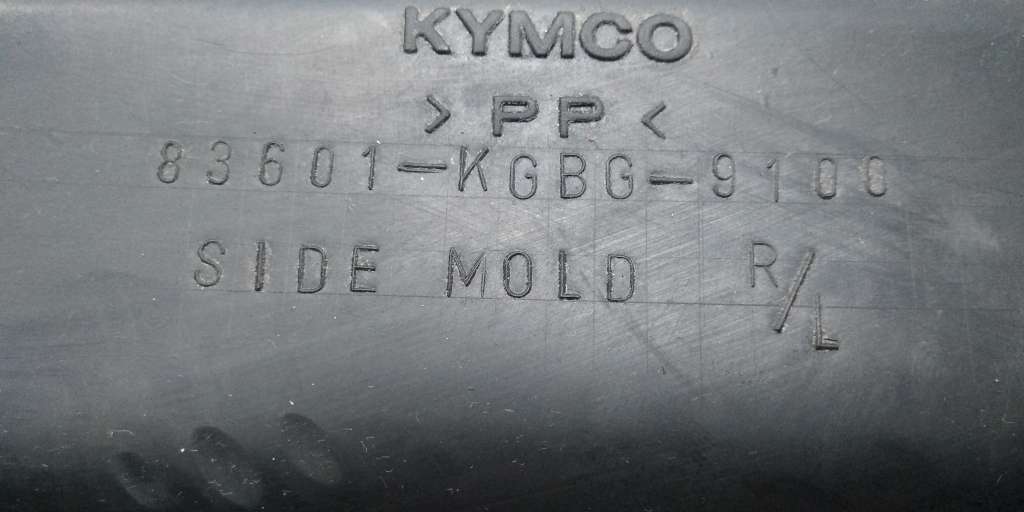 KYMCO
>PP<
83601-KGBG-9100
SIDE MOLD R/L